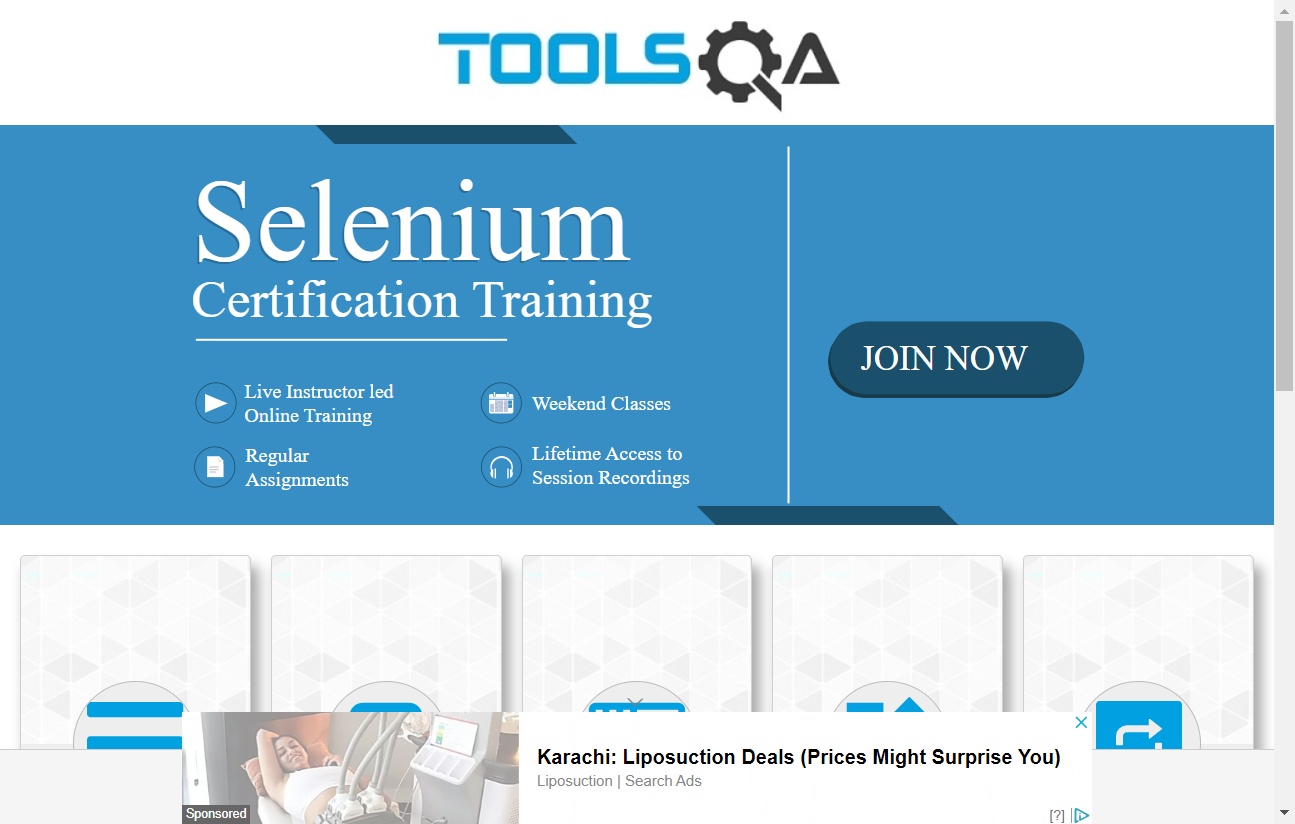 TOOLSQA
Selenium
Certification Training
Live Instructor led
Online Training
Weekend Classes
Regular
Assignments
Lifetime Access to
Session Recordings
JOIN NOW
Karachi: Liposuction Deals (Prices Might Surprise You)
Liposuction | Search Ads
Sponsored
[?]